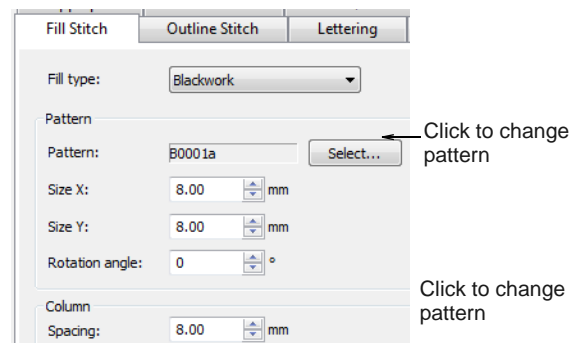 Fill Stitch Outline Stitch Lettering
Fill type: Blackwork
Pattern
Pattern: B0001a Select... Click to change
pattern
Size X: 8.00 mm
Size Y: 8.00 mm
Rotation angle: 0 °
Click to change
pattern
Column
Spacing: 8.00 mm